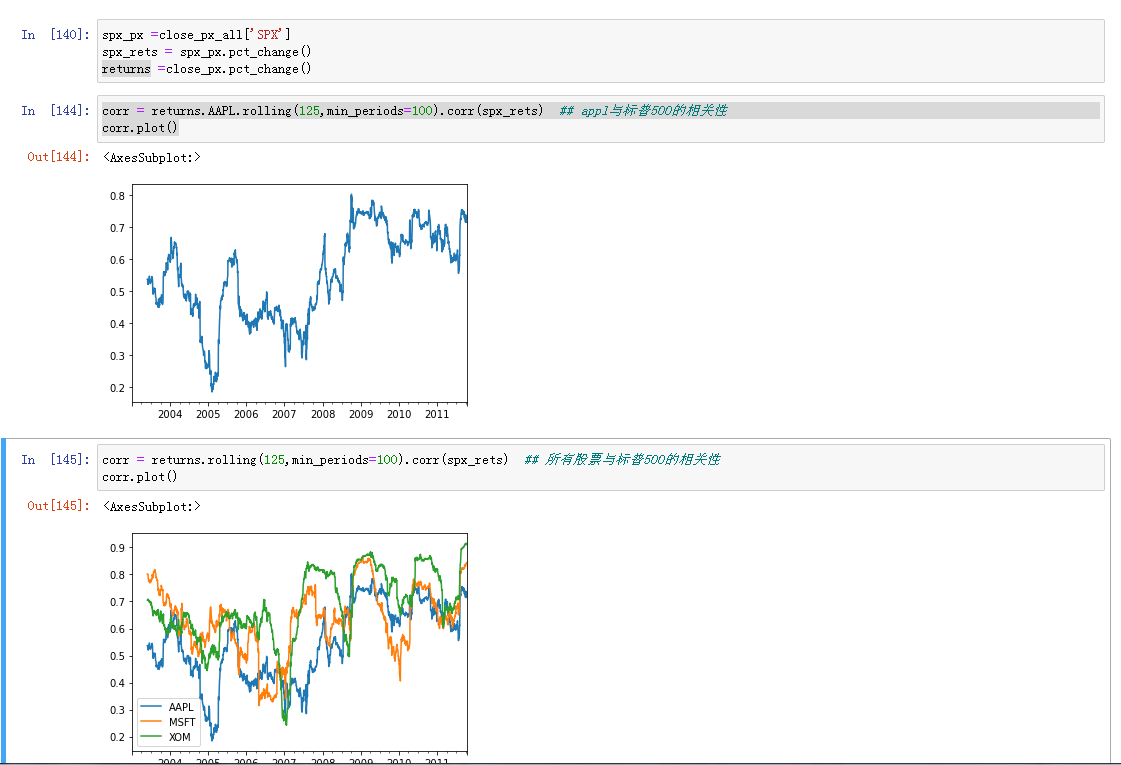 In [140]:
spx_px =close_px_all['SPX']
spx_rets = spx_px.pct_change()
returns =close_px.pct_change()
In [144]:
corr = returns.AAPL.rolling(125,min_periods=100).corr(spx_rets)  ## appl与标普500的相关性
corr.plot()
Out[144]: <AxesSubplot:>
0.8
0.7
0.6
0.5
0.4
0.3
0.2
2004 2005 2006 2007 2008 2009 2010 2011
In [145]:
corr = returns.rolling(125,min_periods=100).corr(spx_rets)  ## 所有股票与标普500的相关性
corr.plot()
Out[145]: <AxesSubplot:>
0.9
0.8
0.7
0.6
0.5
0.4
0.3
0.2
AAPL
MSFT
XOM
2004 2005 2006 2007 2008 2009 2010 2011